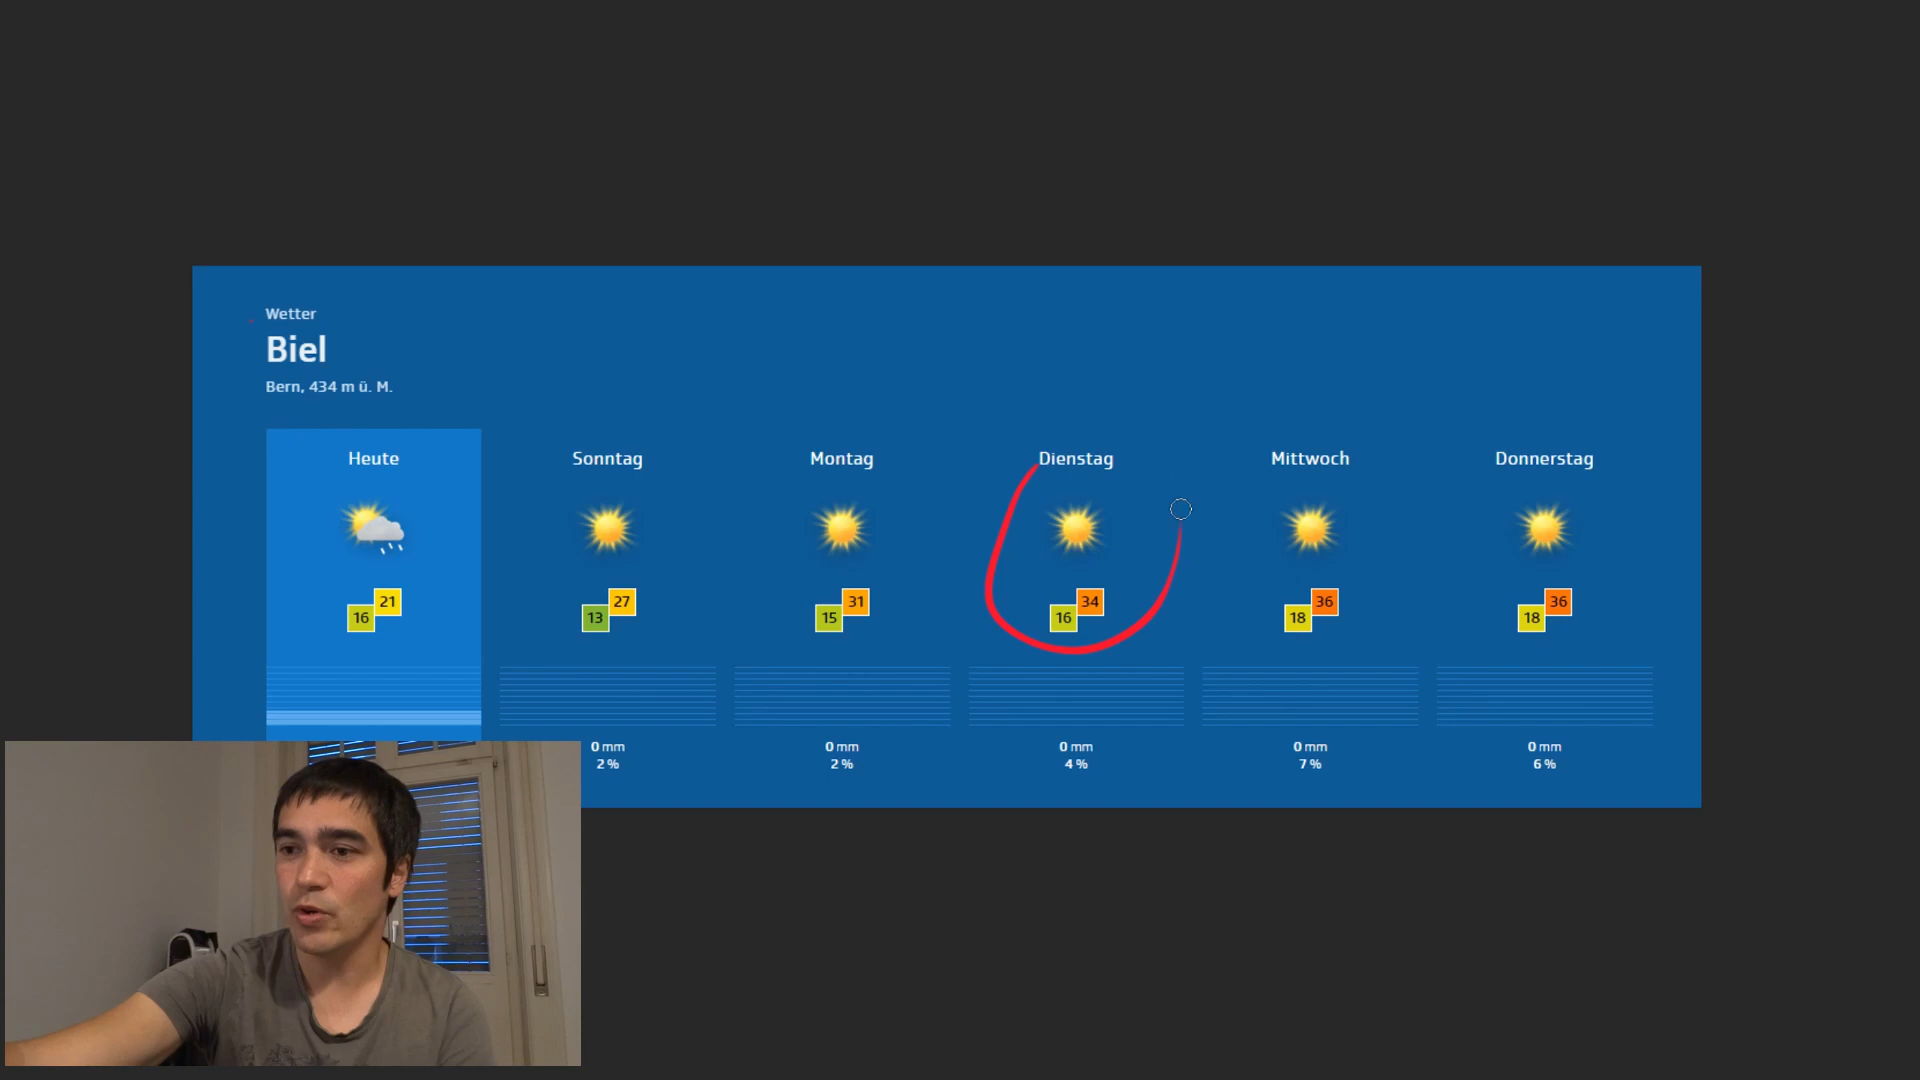 Wetter
Biel
Bern, 434 m ü. M.
Heute Sonntag Montag Dienstag Mittwoch Donnerstag
21 27 31 34 36 36
16 13 15 16 18 18
0 mm 0 mm 0 mm 0 mm 0 mm
2 % 2 % 4 % 7 % 6 %